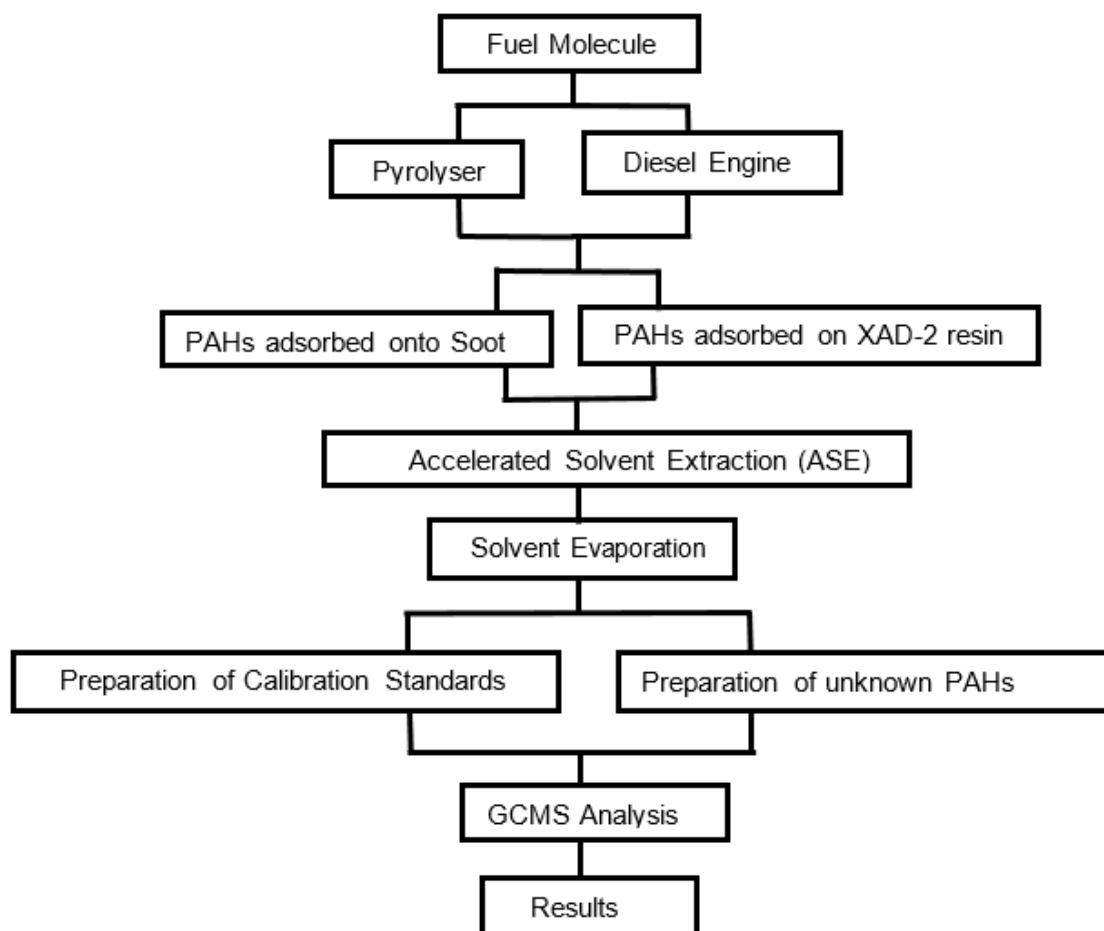 Fuel Molecule
Pyrolyser
Diesel Engine
PAHs adsorbed onto Soot
PAHs adsorbed on XAD-2 resin
Accelerated Solvent Extraction (ASE)
Solvent Evaporation
Preparation of Calibration Standards
Preparation of unknown PAHs
GCMS Analysis
Results